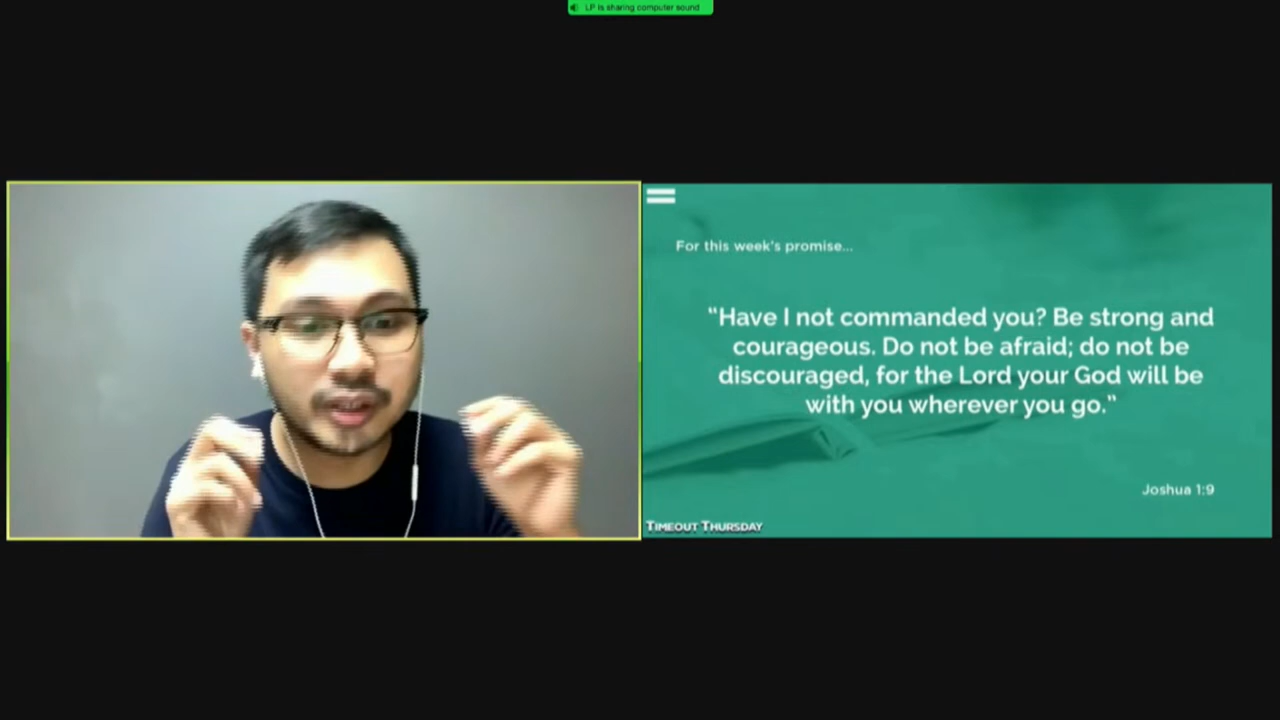 LP is sharing computer sound
For this week's promise...
“Have I not commanded you? Be strong and
courageous. Do not be afraid; do not be
discouraged, for the Lord your God will be
with you wherever you go.”
Joshua 1:9
TIMEOUT THURSDAY